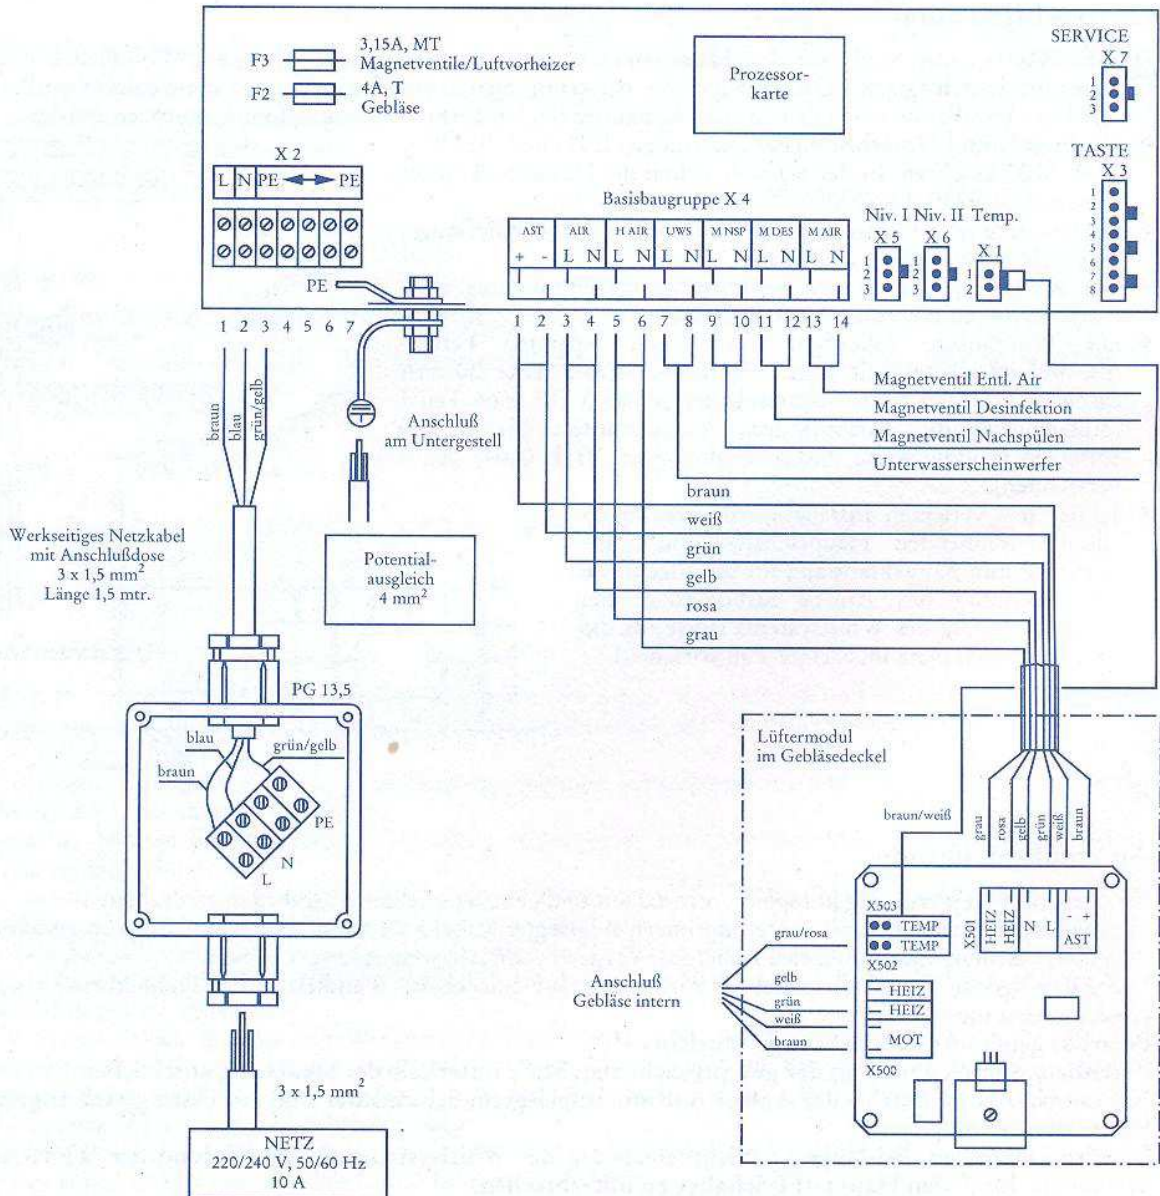 SERVICE
X 7
1
2
3
F3
3,15A, MT
Magnetventile/Luftvorheizer
F2
4A, T
Gebläse
Prozessor-
karte
TASTE
X 3
1
2
3
4
5
6
7
8
X 2
L N PE ◄─► PE
Basisbaugruppe X 4
AST AIR H AIR UWS M NSP M DES M AIR
+ - L N L N L N L N L N L N
Niv. I Niv. II Temp.
X 5 X 6 X 1
1
2
3
1
2
3
1
2
PE
1 2 3 4 5 6 7
1 2 3 4 5 6 7 8 9 10 11 12 13 14
braun
blau
grün/gelb
Anschluß
am Untergestell
Magnetventil Entl. Air
Magnetventil Desinfektion
Magnetventil Nachspülen
Unterwasserscheinwerfer
braun
weiß
grün
gelb
rosa
grau
Werkseitiges Netzkabel
mit Anschlußdose
3 x 1,5 mm²
Länge 1,5 mtr.
Potential-
ausgleich
4 mm²
PG 13,5
blau
grün/gelb
braun
PE
N
L
Lüftermodul
im Gebläsedeckel
braun/weiß
grau
rosa
gelb
grün
weiß
braun
X503
TEMP
TEMP
X502
X501
HEIZ
HEIZ
N
L
+
AST
grau/rosa
Anschluß
Gebläse intern
gelb
grün
weiß
braun
HEIZ
HEIZ
MOT
X500
3 x 1,5 mm²
NETZ
220/240 V, 50/60 Hz
10 A